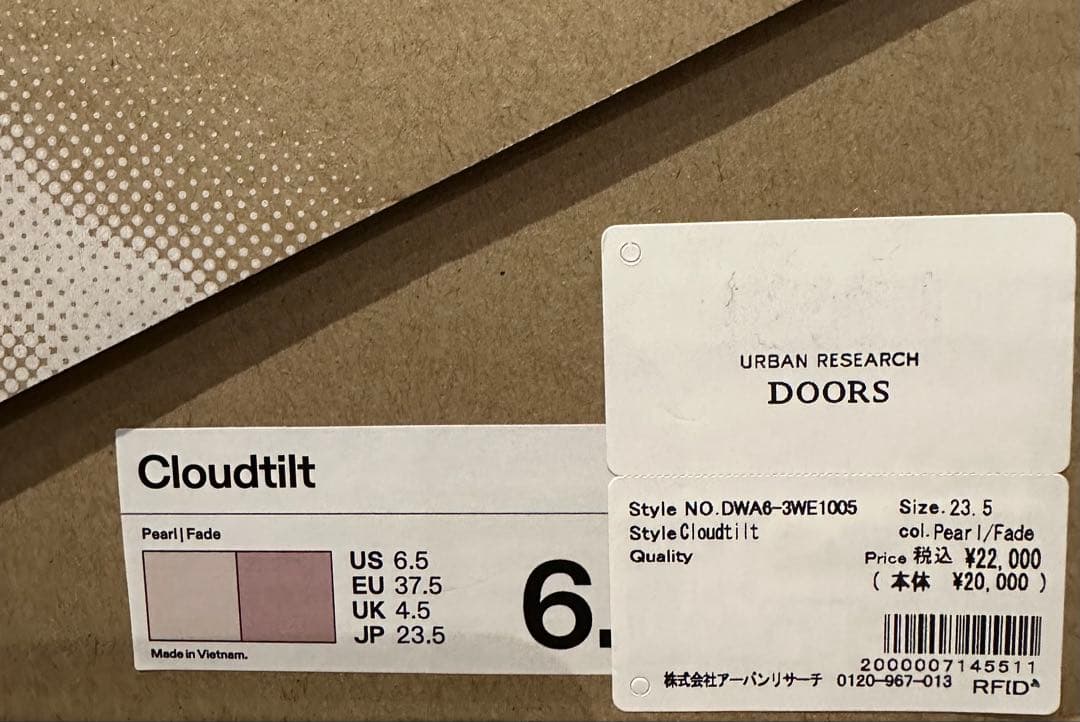 URBAN RESEARCH
DOORS
Cloudtilt
Pearl|Fade
US 6.5
EU 37.5
UK 4.5
JP 23.5
6.
Made in Vietnam.
Style NO.DWA6-3WE1005 Size.23.5
Style Cloudtilt col.Pearl/Fade
Quality Price 税込 ¥22,000
( 本体 ¥20,000 )
2000007145511
株式会社アーバンリサーチ 0120-967-013 RFID